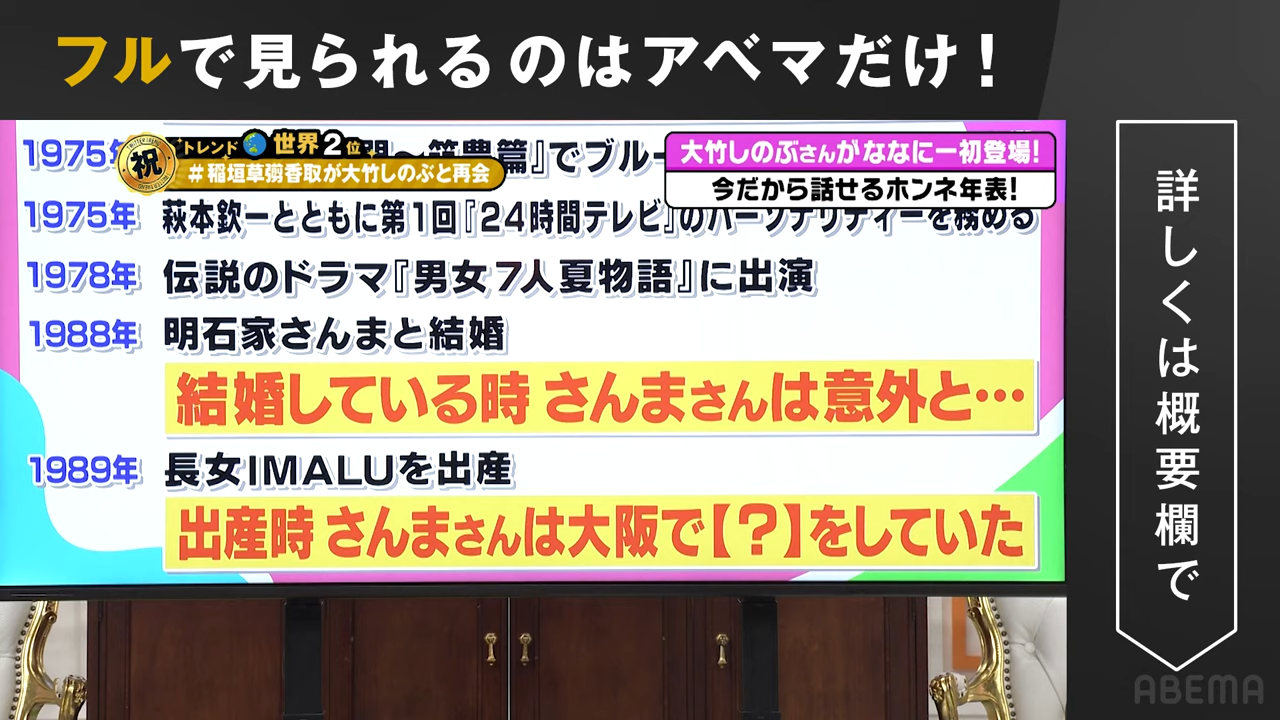 フルで見られるのはアベマだけ!
祝
トレンド 世界2位
#稲垣草彅香取が大竹しのぶと再会
大竹しのぶさんがななにー初登場!
今だから話せるホンネ年表!
1975年 篇』でブルー
1975年 萩本欽一とともに第1回『24時間テレビ』のパーソナリティーを務める
1978年 伝説のドラマ『男女7人夏物語』に出演
1988年 明石家さんまと結婚
結婚している時 さんまさんは意外と…
1989年 長女IMALUを出産
出産時 さんまさんは大阪で【?】をしていた
詳しくは概要欄で
ABEMA